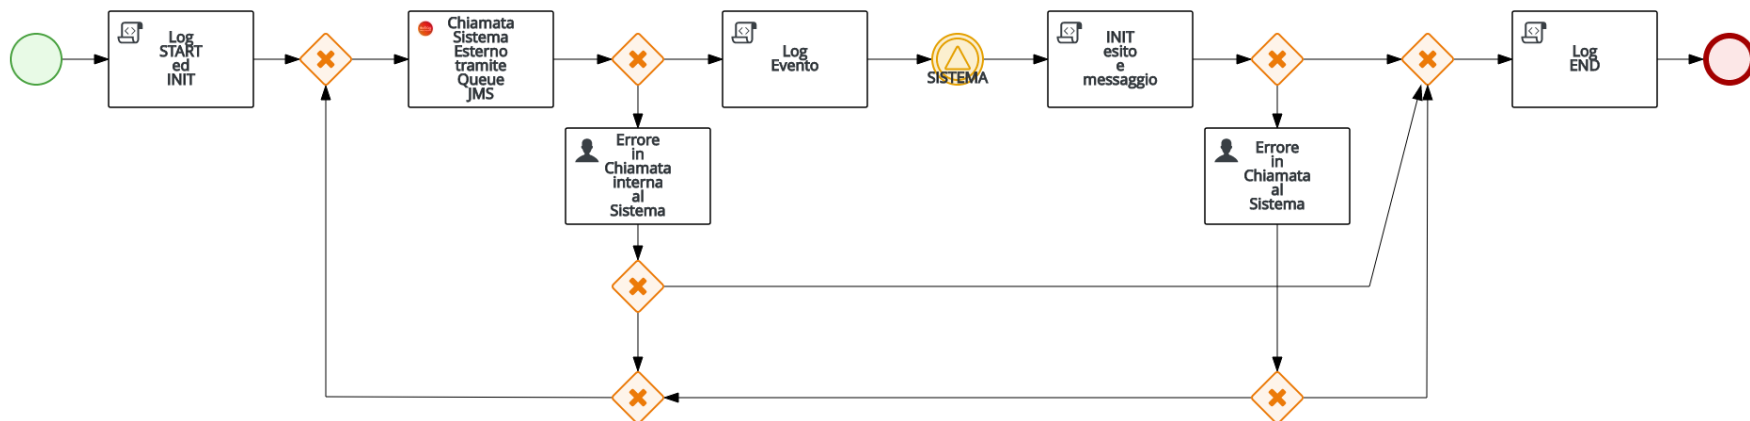 Log
START
ed
INIT
Chiamata
Sistema
Esterno
tramite
Queue
JMS
Log
Evento
SISTEMA
INIT
esito
e
messaggio
Log
END
Errore
in
Chiamata
interna
al
Sistema
Errore
in
Chiamata
al
Sistema